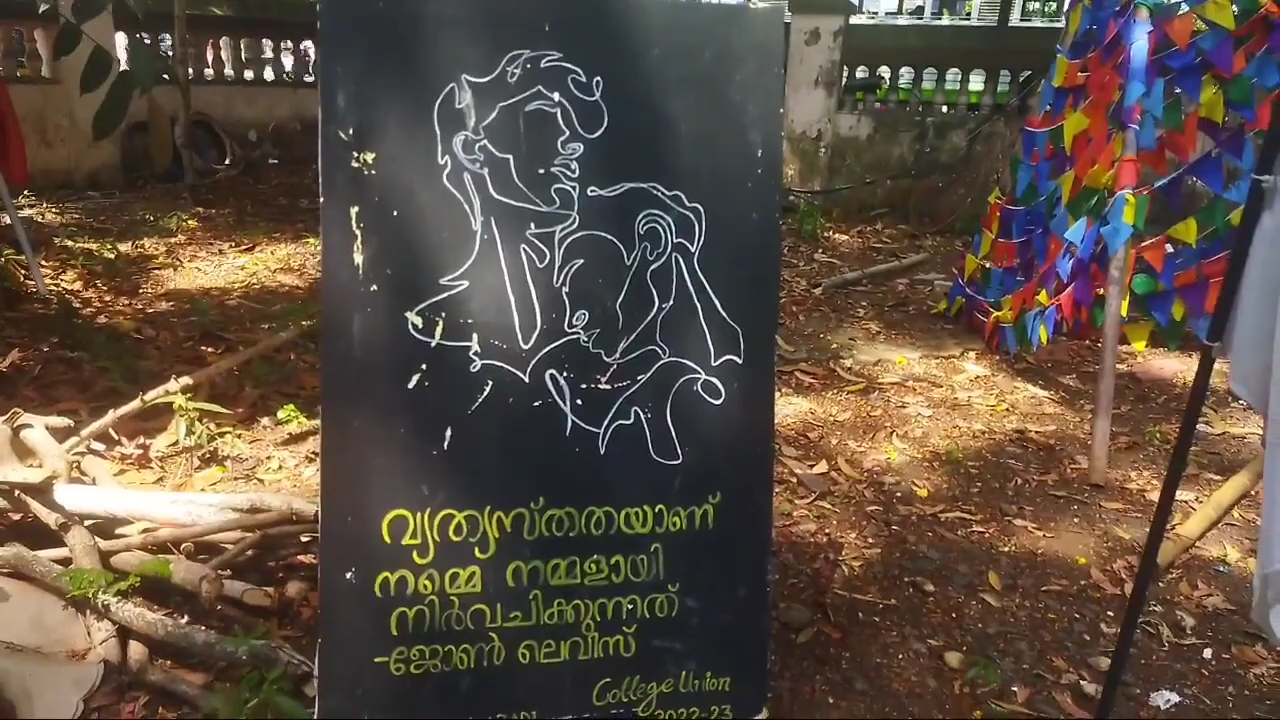 വ്യത്യസ്തതയാണ്
നമ്മെ നമ്മളായി
നിർവചിക്കുന്നത്
-ജോൺ ലെവിസ്
College Union
2022-23